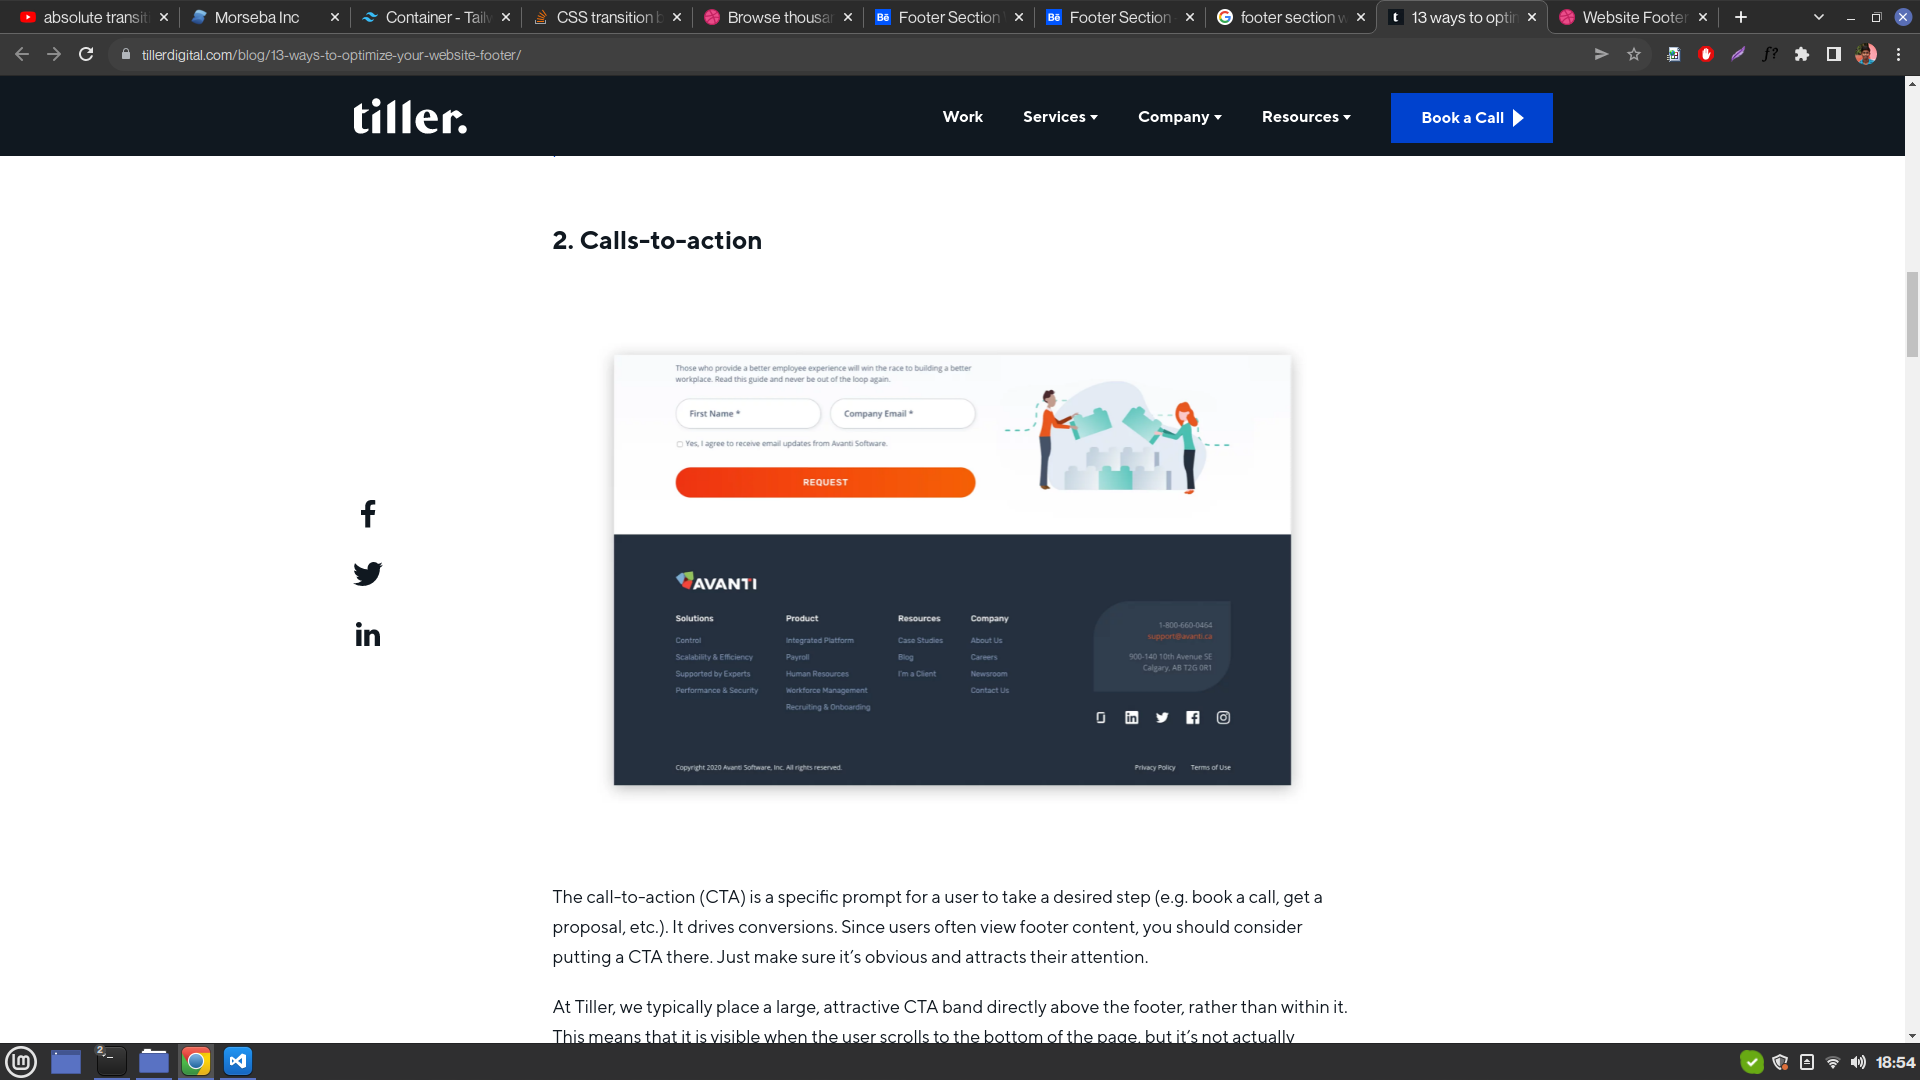 absolute transiti
Morseba Inc
Container - Tailw
CSS transition b
Browse thousan
Bē
Footer Section W
Bē
Footer Section
footer section w
t
13 ways to optim
Website Footer
tillerdigital.com/blog/13-ways-to-optimize-your-website-footer/
f?
tiller.
Work
Services
Company
Resources
Book a Call
2. Calls-to-action
Those who provide a better employee experience will win the race to building a better
workplace. Read this guide and never be out of the loop again.
First Name *
Company Email *
Yes, I agree to receive email updates from Avanti Software.
REQUEST
AVANTI
Solutions
Control
Scalability & Efficiency
Supported by Experts
Performance & Security
Product
Integrated Platform
Payroll
Human Resources
Workforce Management
Recruiting & Onboarding
Resources
Case Studies
Blog
I'm a Client
Company
About Us
Careers
Newsroom
Contact Us
1-800-660-0464
support@avanti.ca
900-140 10th Avenue SE
Calgary, AB T2G 0R1
Copyright 2020 Avanti Software, Inc. All rights reserved.
Privacy Policy
Terms of Use
The call-to-action (CTA) is a specific prompt for a user to take a desired step (e.g. book a call, get a
proposal, etc.). It drives conversions. Since users often view footer content, you should consider
putting a CTA there. Just make sure it’s obvious and attracts their attention.
At Tiller, we typically place a large, attractive CTA band directly above the footer, rather than within it.
This means that it is visible when the user scrolls to the bottom of the page, but it’s not actually
2
18:54